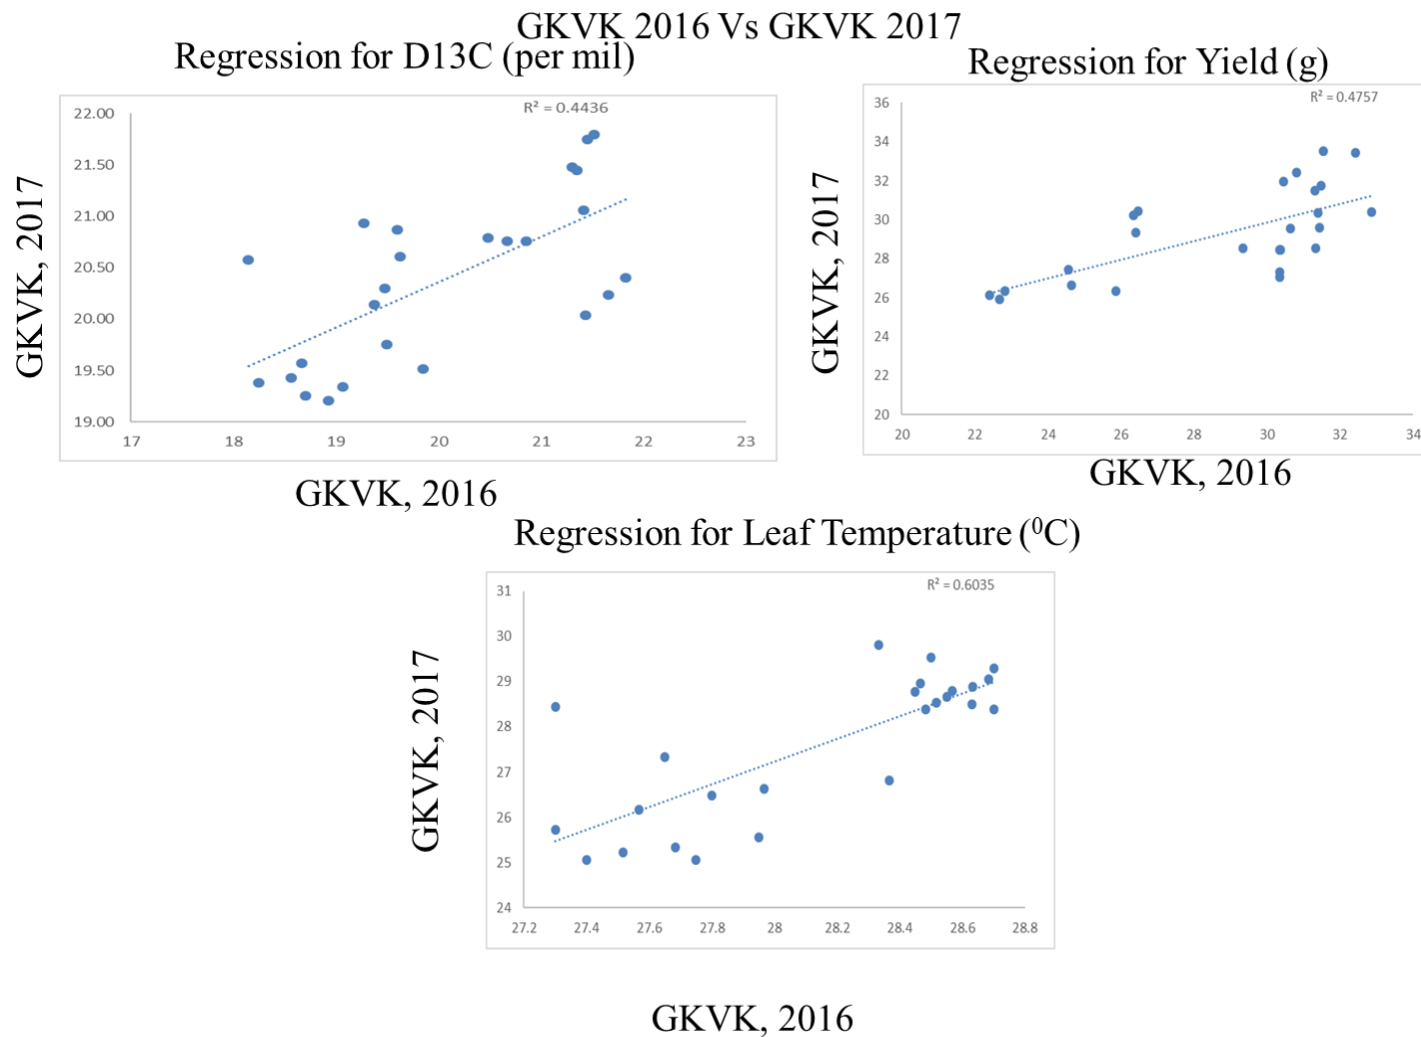 GKVK 2016 Vs GKVK 2017
Regression for D13C (per mil)
R² = 0.4436
22.00
21.50
21.00
20.50
20.00
19.50
19.00
17 18 19 20 21 22 23
GKVK, 2017
GKVK, 2016
Regression for Yield (g)
R² = 0.4757
36
34
32
30
28
26
24
22
20
20 22 24 26 28 30 32 34
GKVK, 2017
GKVK, 2016
Regression for Leaf Temperature (⁰C)
R² = 0.6035
31
30
29
28
27
26
25
24
27.2 27.4 27.6 27.8 28 28.2 28.4 28.6 28.8
GKVK, 2017
GKVK, 2016